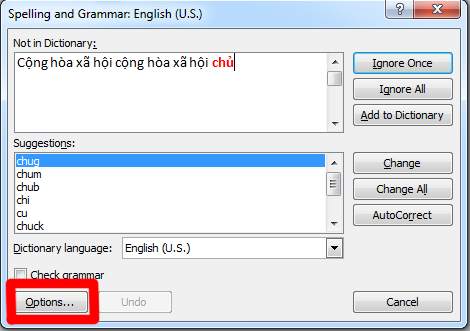 Spelling and Grammar: English (U.S.)
Not in Dictionary:
Cộng hòa xã hội cộng hòa xã hội chủ
Ignore Once
Ignore All
Add to Dictionary
Suggestions:
chug
chum
chub
chi
cu
chuck
Change
Change All
AutoCorrect
Dictionary language: English (U.S.)
Check grammar
Options... Undo Cancel